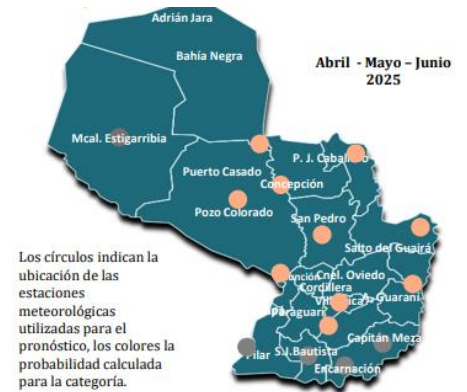 Adrián Jara
Bahía Negra
Abril - Mayo – Junio
2025
Mcal. Estigarribia
P. J. Caballero
Puerto Casado
Concepción
Pozo Colorado
San Pedro
Salto del Guairá
Los círculos indican la
ubicación de las
estaciones
meteorológicas
utilizadas para el
pronóstico, los colores la
probabilidad calculada
para la categoría.
Cnel. Oviedo
Cordillera
Guaraní
Paraguarí
Capitán Meza
Pilar
S.J.Bautista
Encarnación